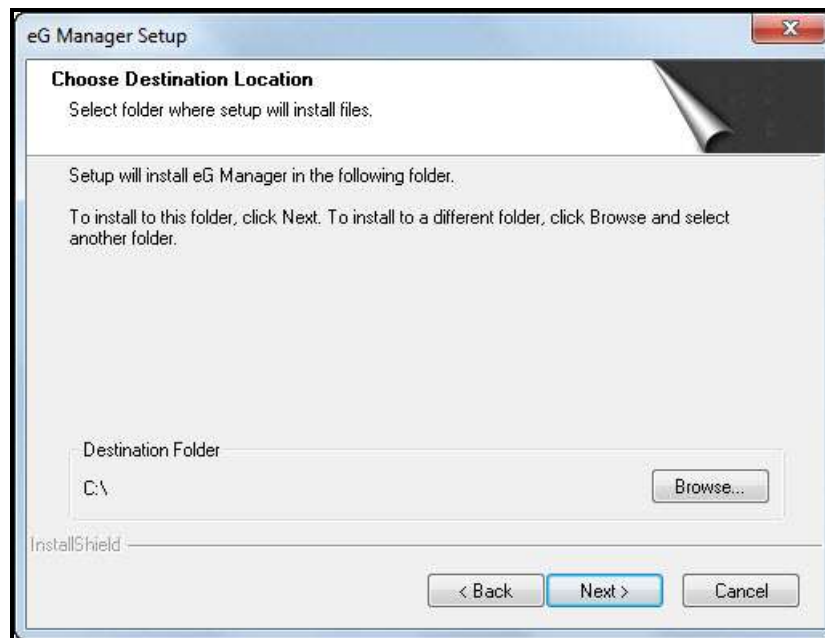 eG Manager Setup
Choose Destination Location
Select folder where setup will install files.
Setup will install eG Manager in the following folder.
To install to this folder, click Next. To install to a different folder, click Browse and select
another folder.
Destination Folder
C:\
Browse...
InstallShield
< Back
Next >
Cancel